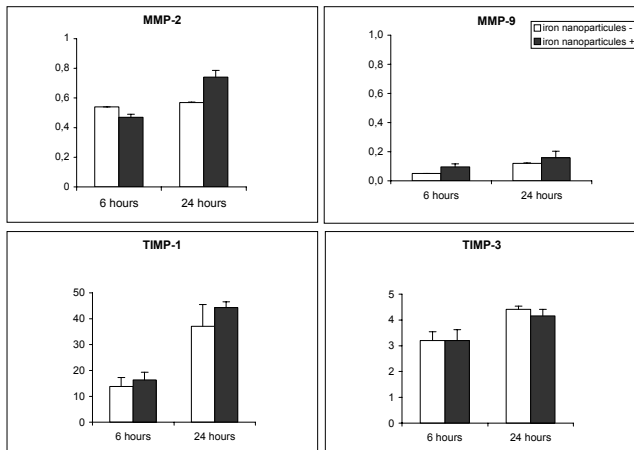 MMP-2
1
0,8
0,6
0,4
0,2
0
6 hours
24 hours
MMP-9
iron nanoparticules -
iron nanoparticules +
1,0
0,8
0,6
0,4
0,2
0,0
6 hours
24 hours
TIMP-1
50
40
30
20
10
0
6 hours
24 hours
TIMP-3
5
4
3
2
1
0
6 hours
24 hours